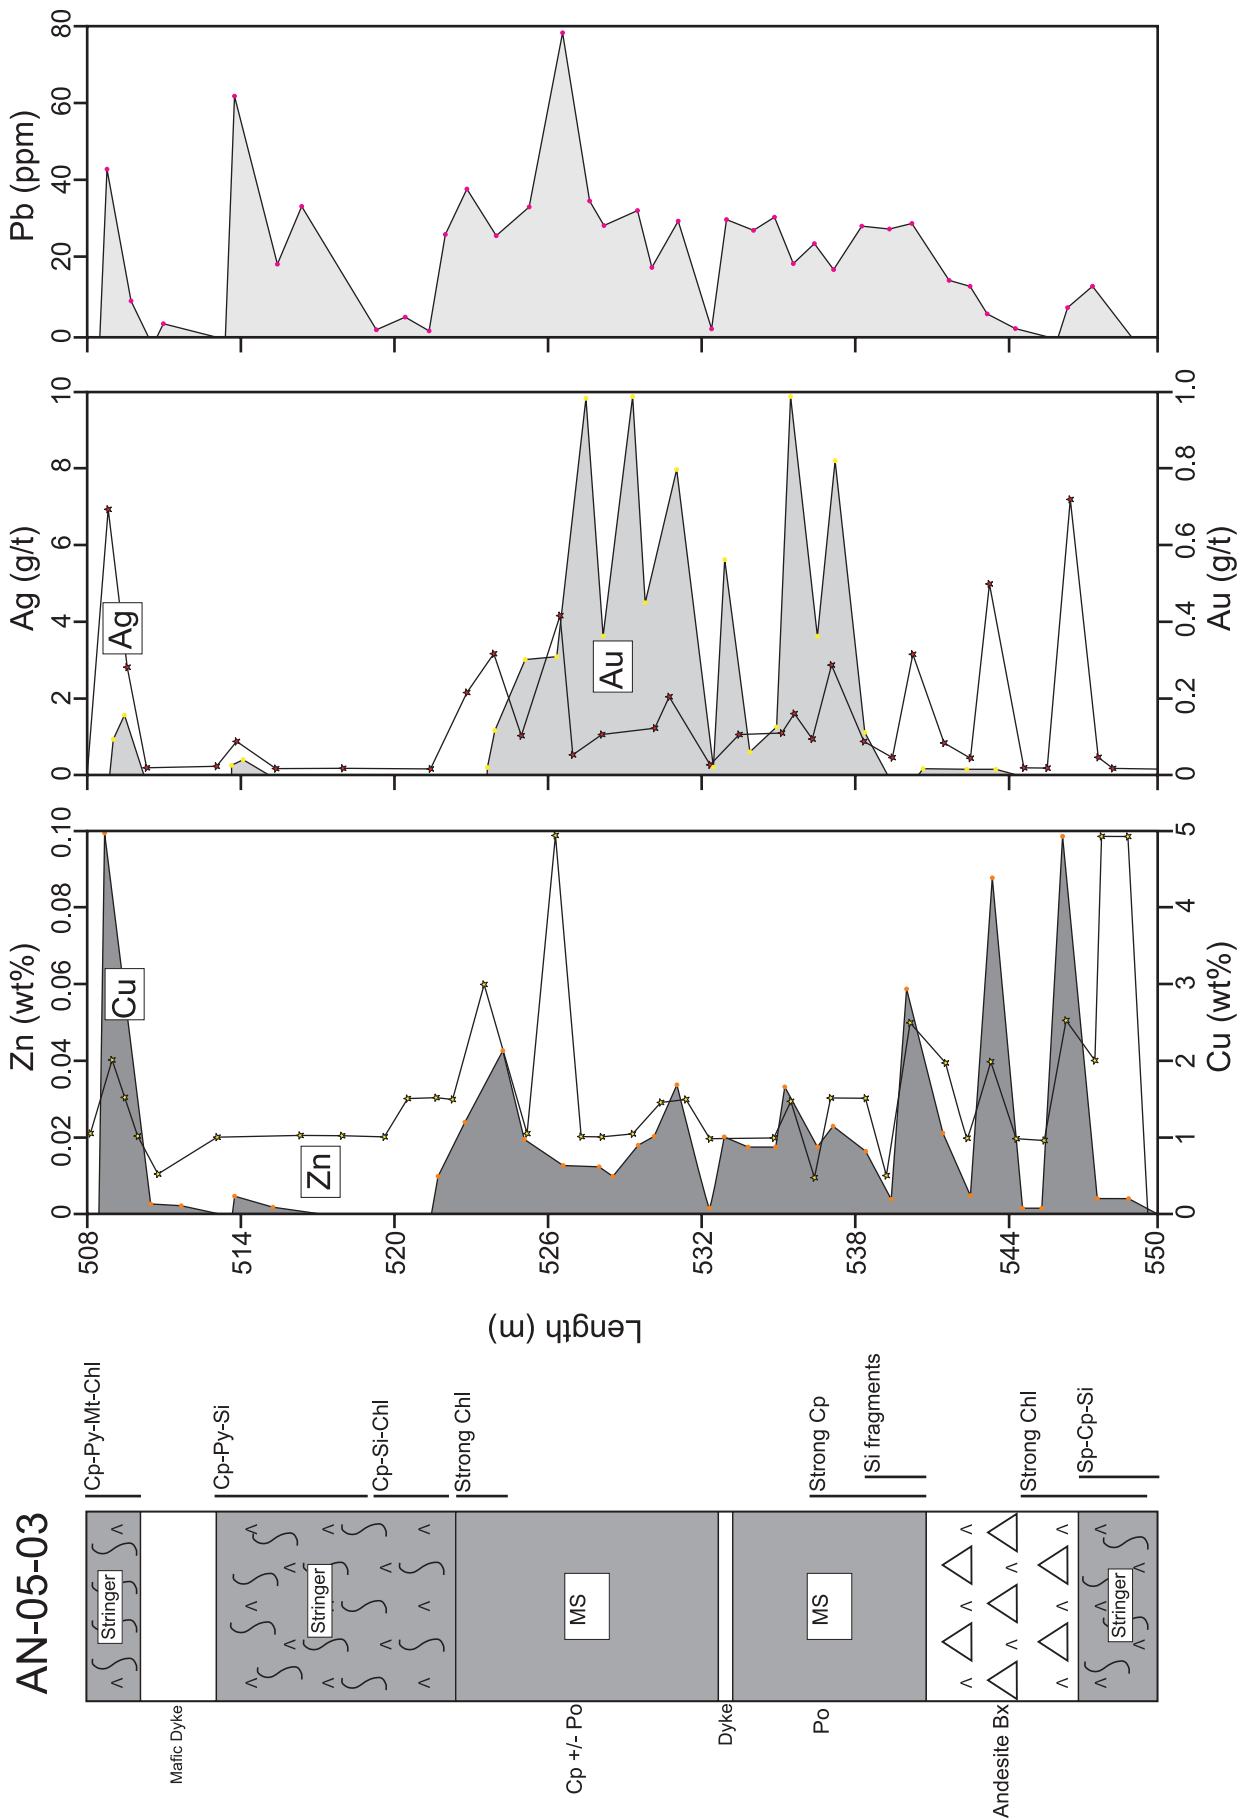 AN-05-03
Stringer
Mafic Dyke
Stringer
MS
Cp +/- Po
Dyke
MS
Po
Andesite Bx
Stringer
Cp-Py-Mt-Chl
Cp-Py-Si
Cp-Si-Chl
Strong Chl
Strong Cp
Si fragments
Strong Chl
Sp-Cp-Si
Length (m)
508
514
520
526
532
538
544
550
Zn (wt%)
0
0.02
0.04
0.06
0.08
0.10
Cu
Zn
0
1
2
3
4
5
Cu (wt%)
Ag (g/t)
0
2
4
6
8
10
Ag
Au
0
0.2
0.4
0.6
0.8
1.0
Au (g/t)
Pb (ppm)
0
20
40
60
80